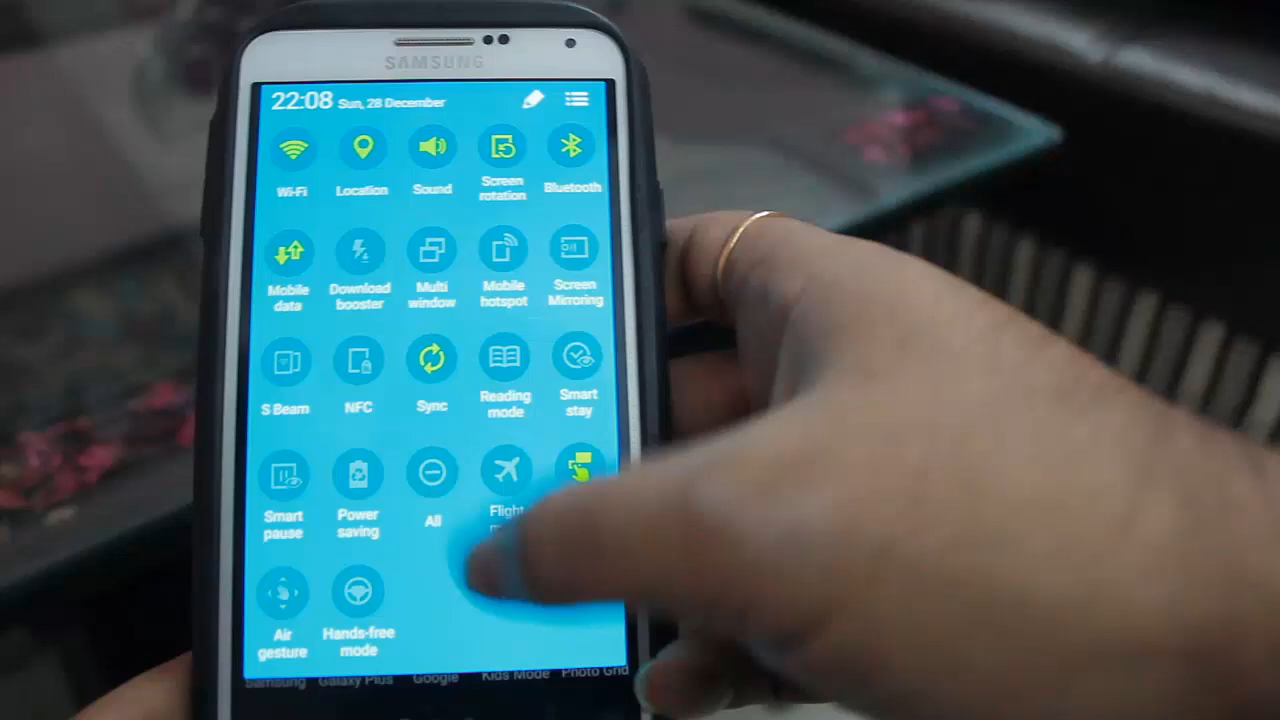 SAMSUNG
22:08 Sun, 28 December
Wi-Fi
Location
Sound
Screen
rotation
Bluetooth
Mobile
data
Download
booster
Multi
window
Mobile
hotspot
Screen
Mirroring
S Beam
NFC
Sync
Reading
mode
Smart
stay
Smart
pause
Power
saving
All
Flight
Air
gesture
Hands-free
mode
Samsung
Galaxy Plus
Google
Kids Mode
Photo Grid